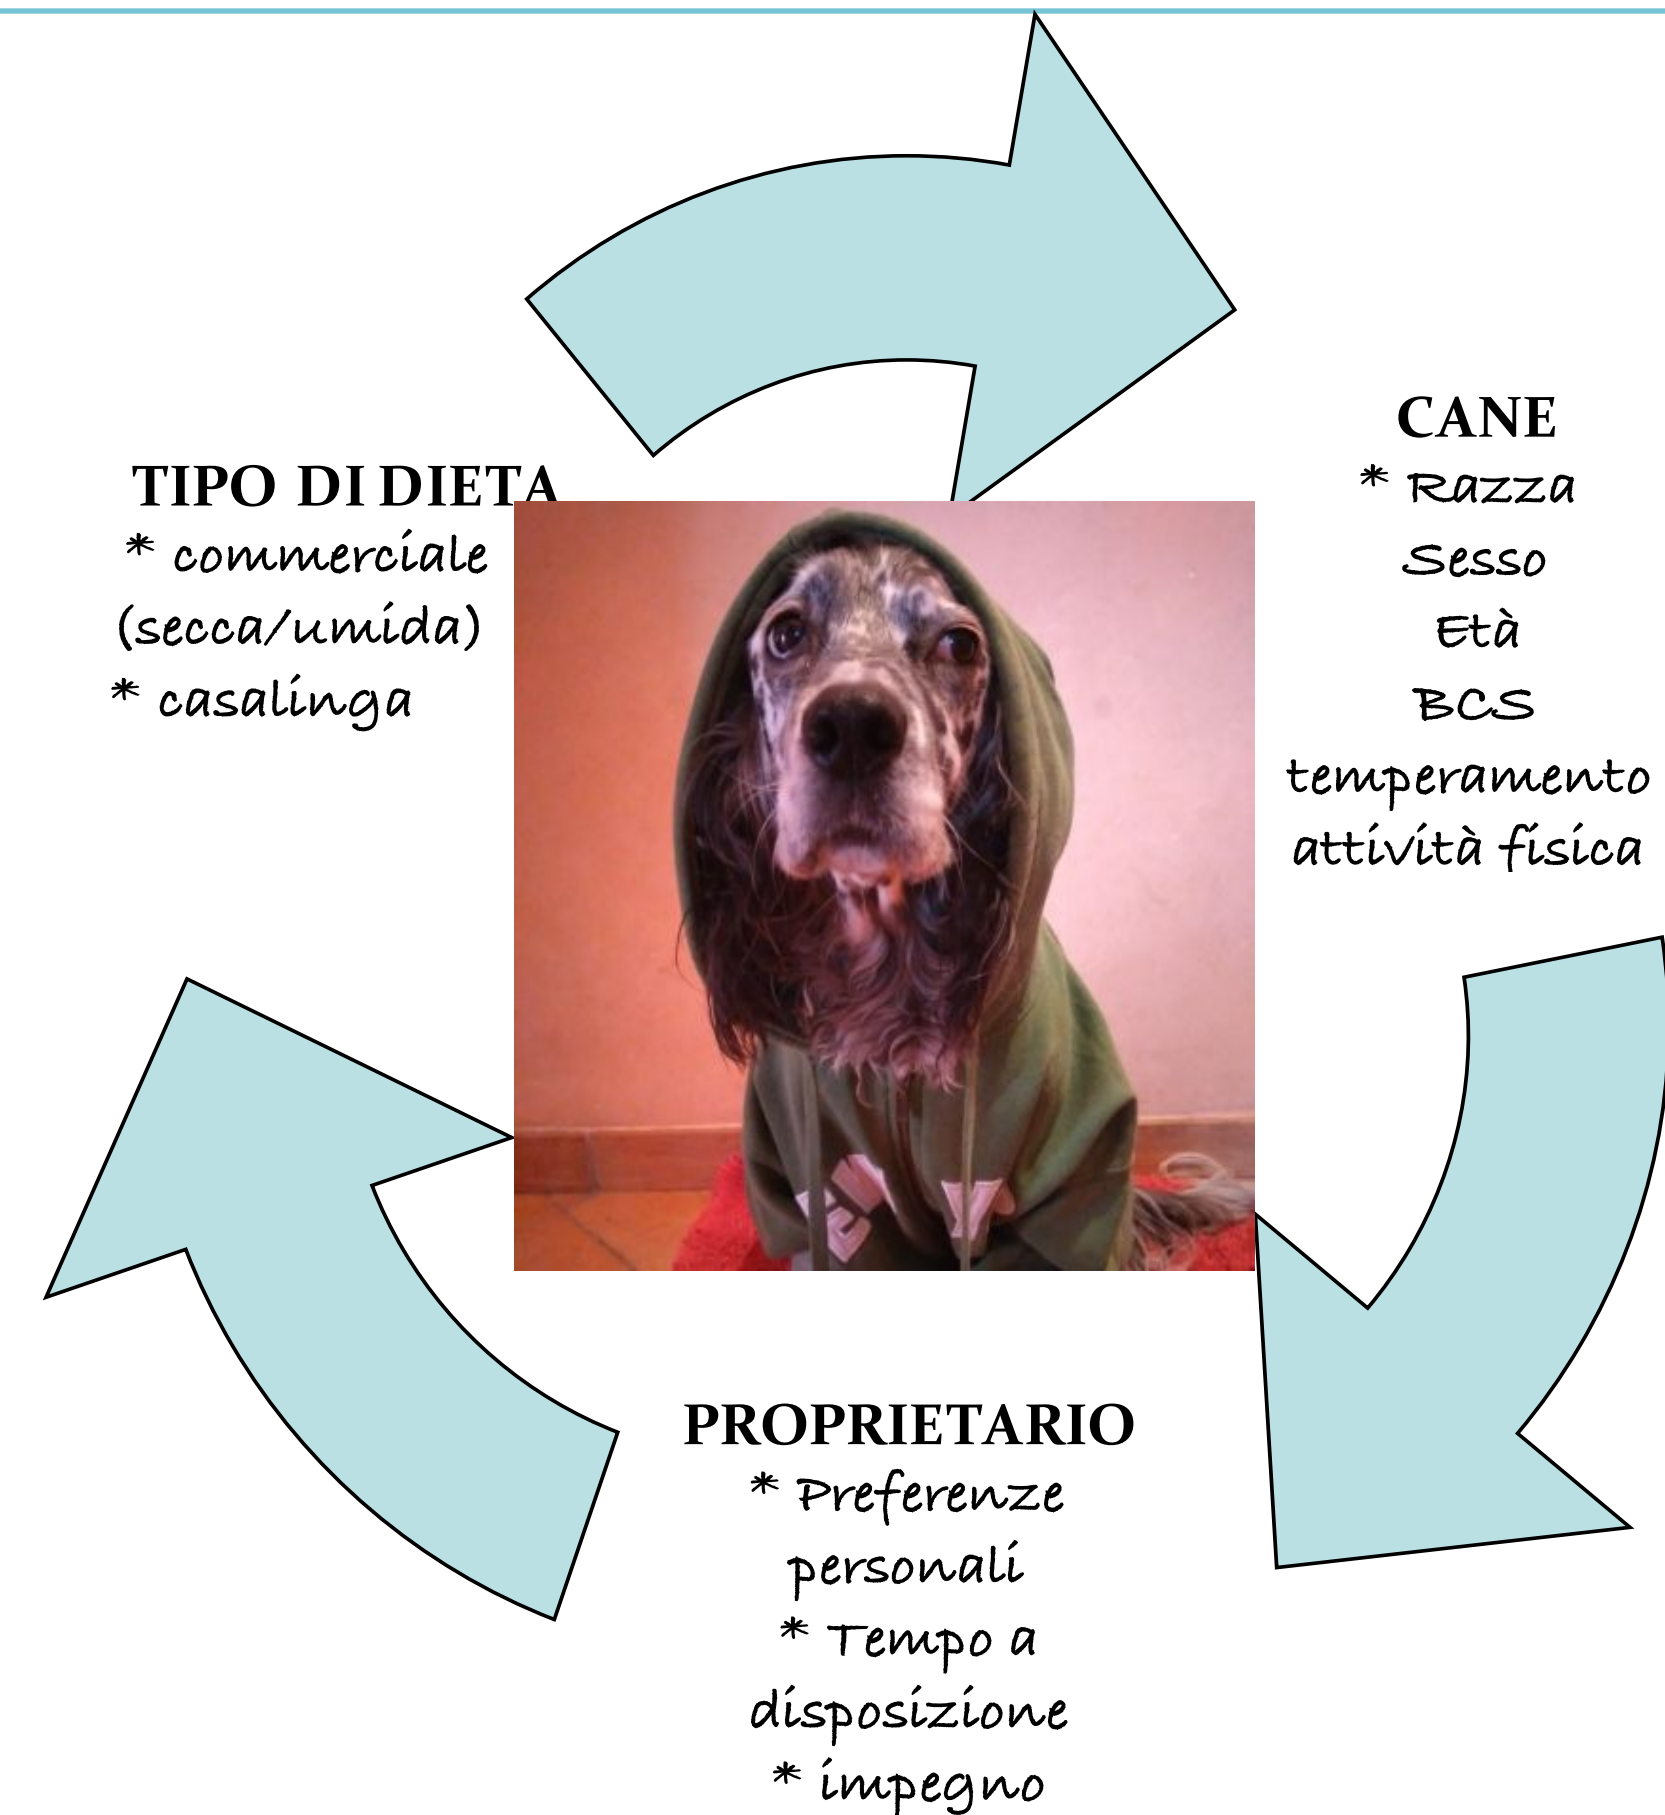 TIPO DI DIETA
* commerciale
(secca/umida)
* casalinga
CANE
* Razza
Sesso
Età
BCS
temperamento
attività fisica
PROPRIETARIO
* Preferenze
personali
* Tempo a
disposizione
* impegno